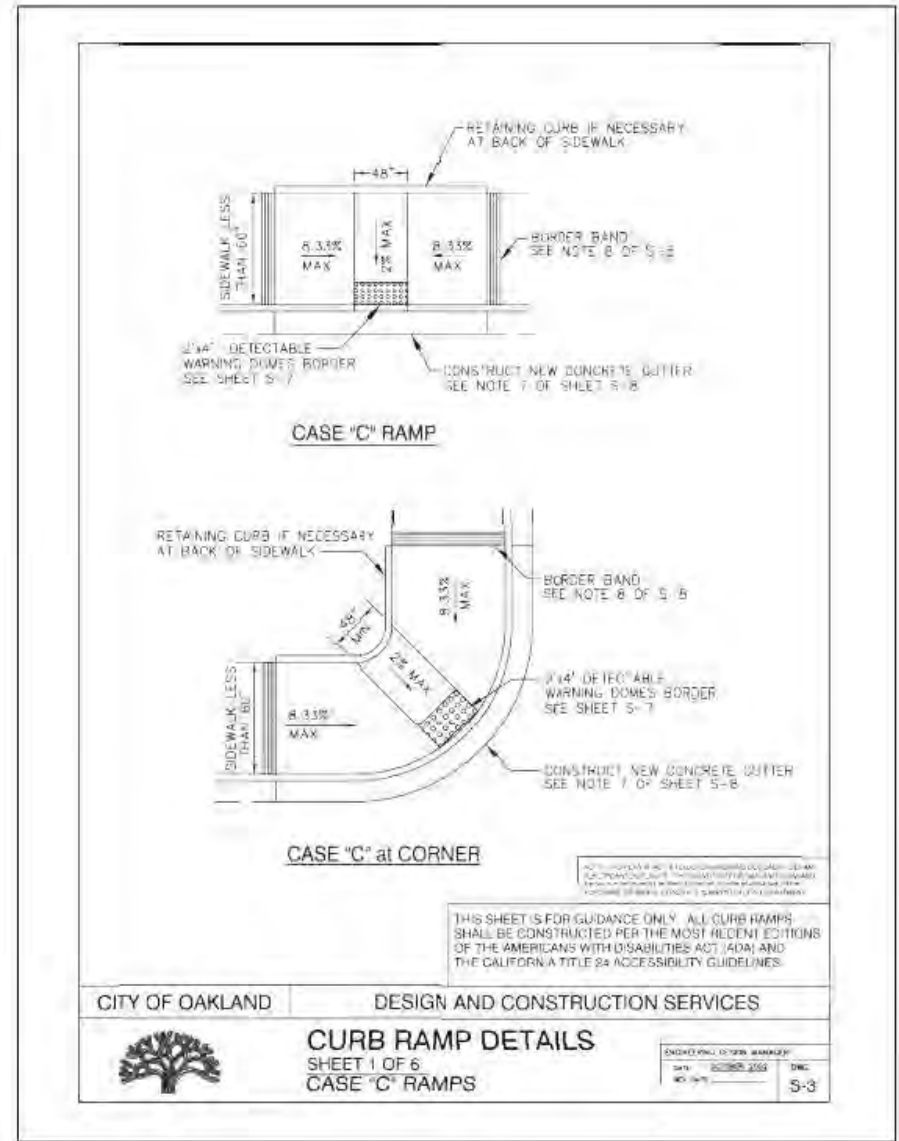 RETAINING CURB IF NECESSARY
AT BACK OF SIDEWALK
48"
SIDEWALK LESS
THAN 60"
8.33%
MAX
2% MAX
8.33%
MAX
BORDER BAND
SEE NOTE 8 OF S-8
2'x4' DETECTABLE
WARNING DOMES BORDER
SEE SHEET S-7
CONSTRUCT NEW CONCRETE GUTTER
SEE NOTE 7 OF SHEET S-8
CASE "C" RAMP
RETAINING CURB IF NECESSARY
AT BACK OF SIDEWALK
8.33%
MAX
BORDER BAND
SEE NOTE 8 OF S-8
48"
MIN
2% MAX
2'x4' DETECTABLE
WARNING DOMES BORDER
SEE SHEET S-7
SIDEWALK LESS
THAN 60"
8.33%
MAX
CONSTRUCT NEW CONCRETE GUTTER
SEE NOTE 7 OF SHEET S-8
CASE "C" at CORNER
THIS SHEET IS FOR GUIDANCE ONLY. ALL CURB RAMPS
SHALL BE CONSTRUCTED PER THE MOST RECENT EDITIONS
OF THE AMERICANS WITH DISABILITIES ACT (ADA) AND
THE CALIFORNIA TITLE 24 ACCESSIBILITY GUIDELINES.
CITY OF OAKLAND
DESIGN AND CONSTRUCTION SERVICES
CURB RAMP DETAILS
SHEET 1 OF 6
CASE "C" RAMPS
ENGINEERING DESIGN MANAGER
DATE OCTOBER
REV. DATE
DWG.
S-3